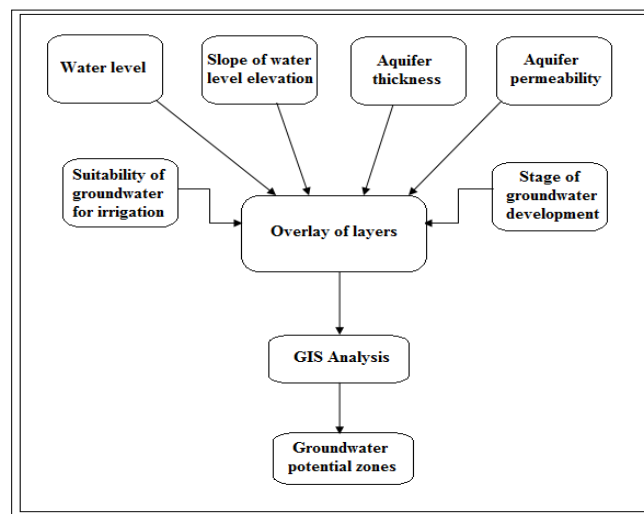 Water level
Slope of water
level elevation
Aquifer
thickness
Aquifer
permeability
Suitability of
groundwater
for irrigation
Stage of
groundwater
development
Overlay of layers
GIS Analysis
Groundwater
potential zones